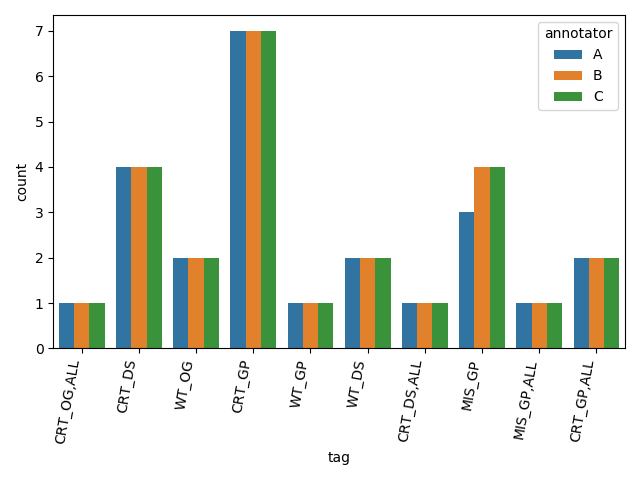 annotator
A
B
C
7
6
5
4
3
2
1
0
count
CRT_OG,ALL
CRT_DS
WT_OG
CRT_GP
WT_GP
WT_DS
CRT_DS,ALL
MIS_GP
MIS_GP,ALL
CRT_GP,ALL
tag